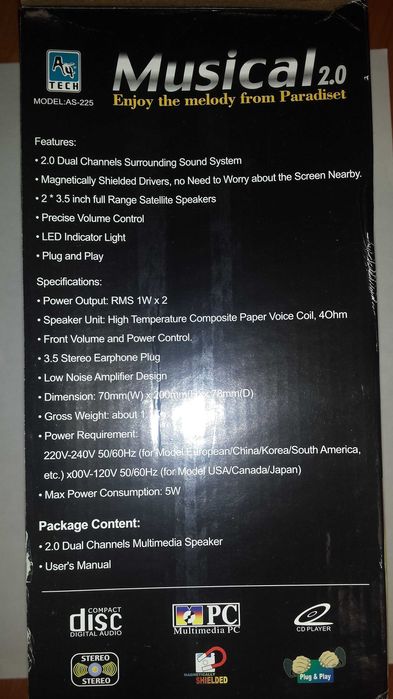 Au
TECH
MODEL:AS-225
Musical 2.0
Enjoy the melody from Paradiset
Features:
• 2.0 Dual Channels Surrounding Sound System
• Magnetically Shielded Drivers, no Need to Worry about the Screen Nearby.
• 2 * 3.5 inch full Range Satellite Speakers
• Precise Volume Control
• LED Indicator Light
• Plug and Play
Specifications:
• Power Output: RMS 1W x 2
• Speaker Unit: High Temperature Composite Paper Voice Coil, 4Ohm
• Front Volume and Power Control.
• 3.5 Stereo Earphone Plug
• Low Noise Amplifier Design
• Dimension: 70mm(W) x 200mm(H) x 78mm(D)
• Gross Weight: about
• Power Requirement:
220V-240V 50/60Hz (for Model European/China/Korea/South America,
etc.) x00V-120V 50/60Hz (for Model USA/Canada/Japan)
• Max Power Consumption: 5W
Package Content:
• 2.0 Dual Channels Multimedia Speaker
• User's Manual
COMPACT
disc
DIGITAL AUDIO
M PC
Multimedia PC
CD PLAYER
STEREO
STEREO
MAGNETICALLY
SHIELDED
Plug & Play